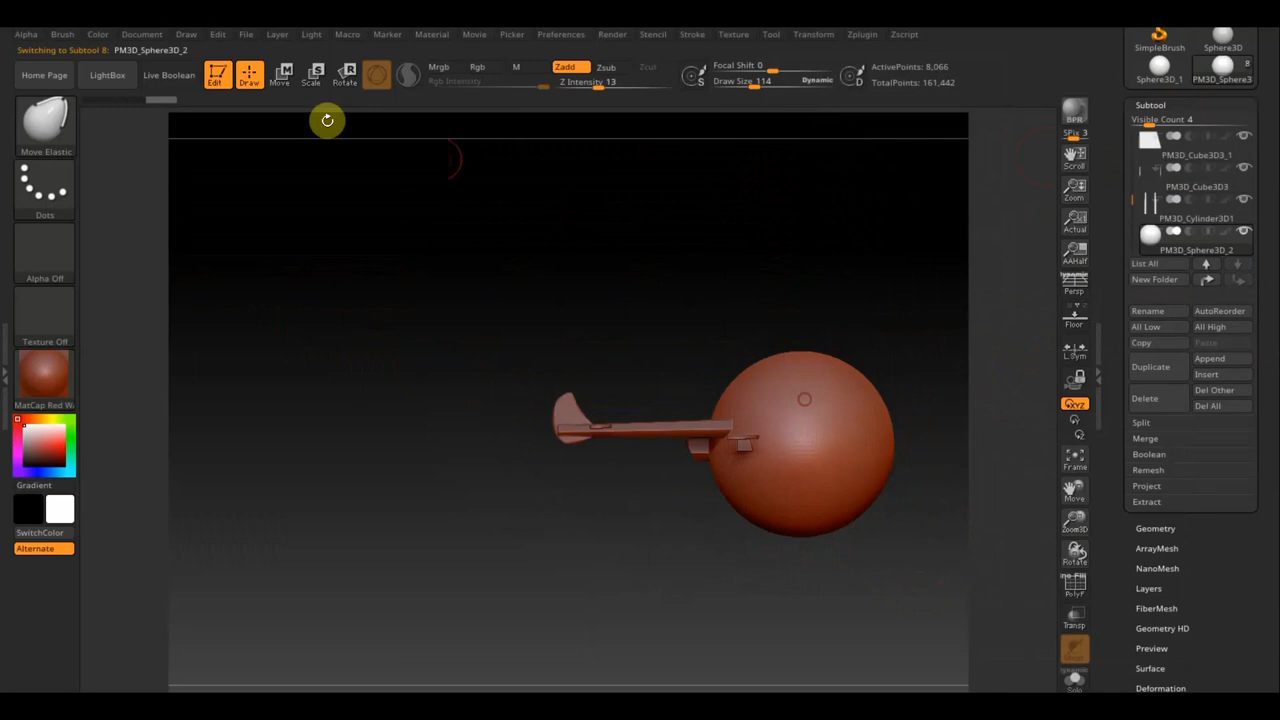 Alpha Brush Color Document Draw Edit File Layer Light Macro Marker Material Movie Picker Preferences Render Stencil Stroke Texture Tool Transform Zplugin Zscript
Switching to Subtool 8: PM3D_Sphere3D_2
Home Page LightBox Live Boolean Edit Draw Move Scale Rotate
Mrgb Rgb M Zadd Zsub Zcut
Rgb Intensity Z Intensity 13
Focal Shift 0
Draw Size 114 Dynamic
ActivePoints: 8,066
TotalPoints: 161,442
SimpleBrush Sphere3D
Sphere3D_1 PM3D_Sphere3
8
Move Elastic
Dots
Alpha Off
Texture Off
MatCap Red Wa
Gradient
SwitchColor
Alternate
BPR
SPix 3
Scroll
Zoom
Actual
AAHalf
dynamic
Persp
Floor
L.Sym
XYZ
Frame
Move
Zoom3D
Rotate
PolyF
Transp
dynamic
Solo
Subtool
Visible Count 4
PM3D_Cube3D3_1
PM3D_Cube3D3
PM3D_Cylinder3D1
PM3D_Sphere3D_2
List All
New Folder
Rename AutoReorder
All Low All High
Copy Paste
Duplicate Append
Insert
Delete Del Other
Del All
Split
Merge
Boolean
Remesh
Project
Extract
Geometry
ArrayMesh
NanoMesh
Layers
FiberMesh
Geometry HD
Preview
Surface
Deformation